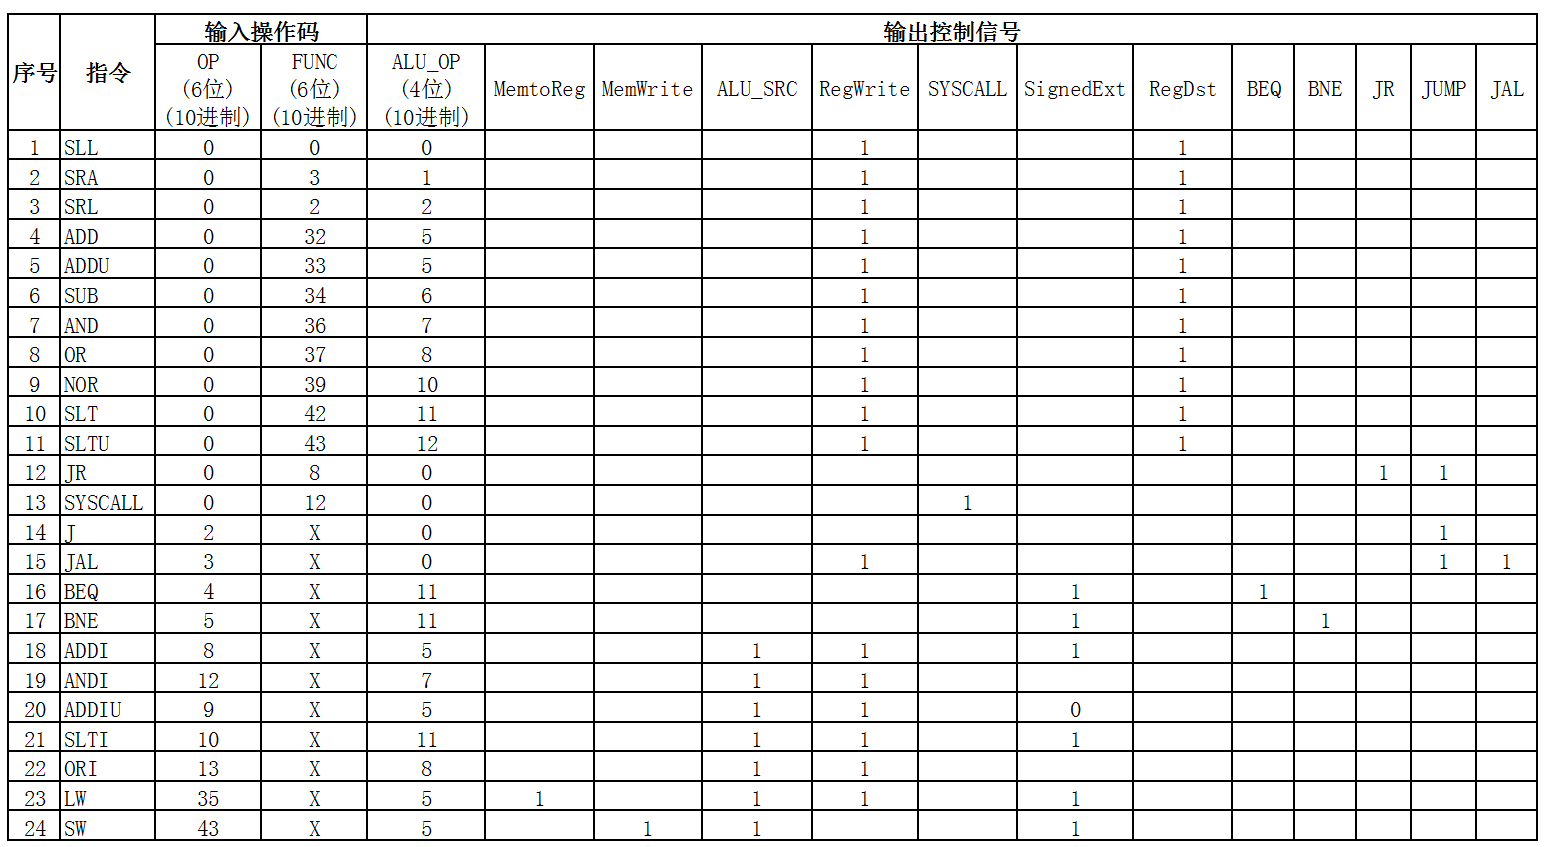 序号 指令 输入操作码 输出控制信号
OP (6位) (10进制) FUNC (6位) (10进制) ALU_OP (4位) (10进制) MemtoReg MemWrite ALU_SRC RegWrite SYSCALL SignedExt RegDst BEQ BNE JR JUMP JAL
1 SLL 0 0 0 1 1
2 SRA 0 3 1 1 1
3 SRL 0 2 2 1 1
4 ADD 0 32 5 1 1
5 ADDU 0 33 5 1 1
6 SUB 0 34 6 1 1
7 AND 0 36 7 1 1
8 OR 0 37 8 1 1
9 NOR 0 39 10 1 1
10 SLT 0 42 11 1 1
11 SLTU 0 43 12 1 1
12 JR 0 8 0 1 1
13 SYSCALL 0 12 0 1
14 J 2 X 0 1
15 JAL 3 X 0 1 1 1
16 BEQ 4 X 11 1 1
17 BNE 5 X 11 1 1
18 ADDI 8 X 5 1 1 1
19 ANDI 12 X 7 1 1
20 ADDIU 9 X 5 1 1 0
21 SLTI 10 X 11 1 1 1
22 ORI 13 X 8 1 1
23 LW 35 X 5 1 1 1 1
24 SW 43 X 5 1 1 1